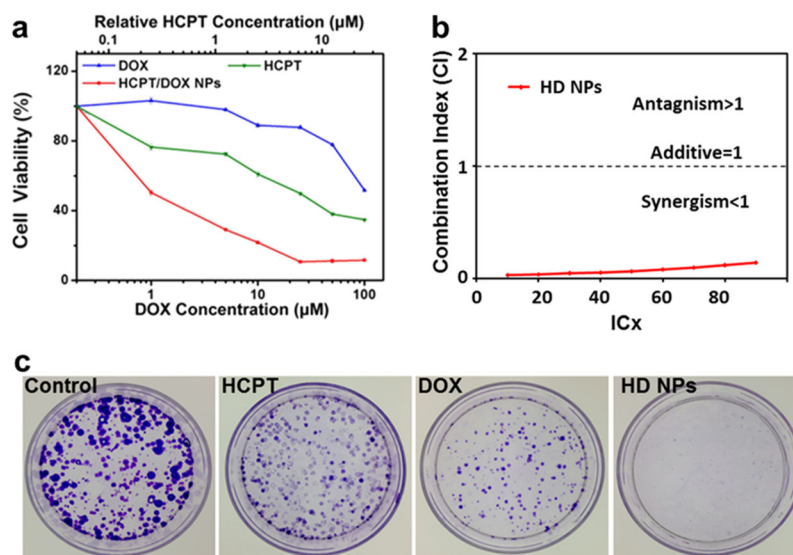 a
Relative HCPT Concentration (µM)
0.1 1 10
DOX
HCPT
HCPT/DOX NPs
120
80
40
0
Cell Viability (%)
1 10 100
DOX Concentration (µM)
b
2
1
0
Combination Index (CI)
HD NPs
Antagnism>1
Additive=1
Synergism<1
0 20 40 60 80
ICx
c
Control
HCPT
DOX
HD NPs